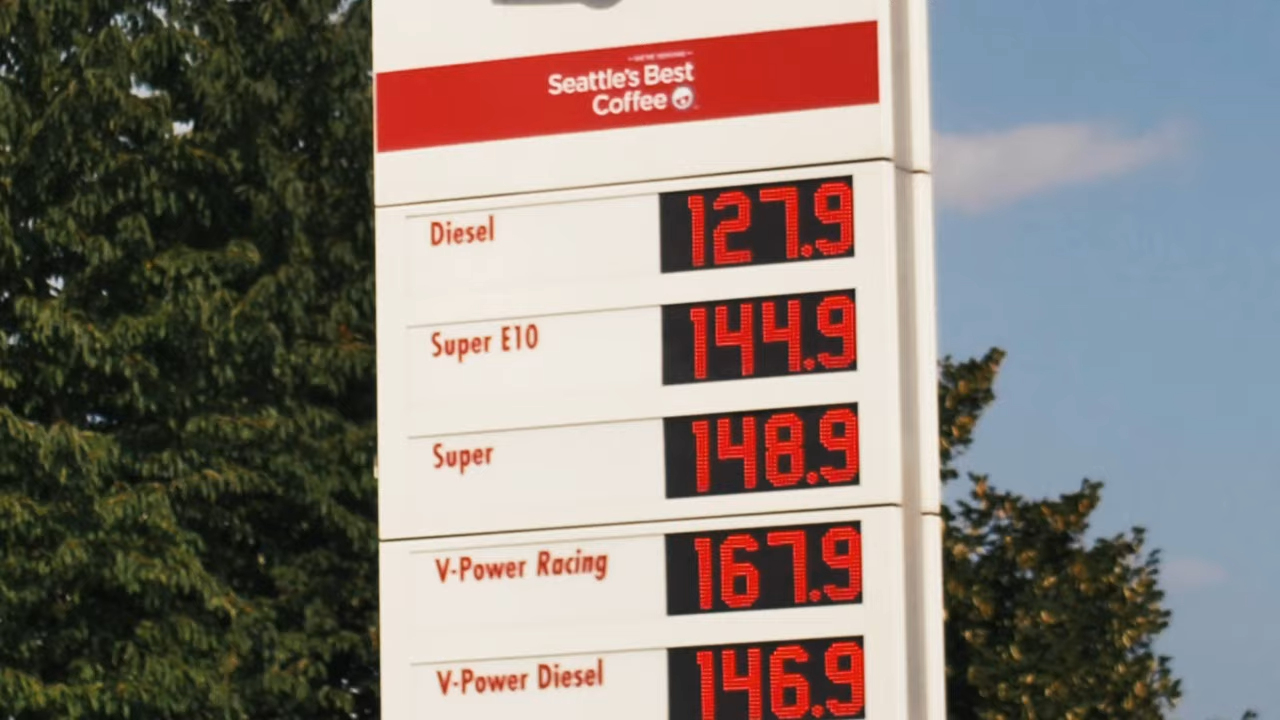 Seattle's Best
Coffee
Diesel 127.9
Super E10 144.9
Super 148.9
V-Power Racing 167.9
V-Power Diesel 146.9